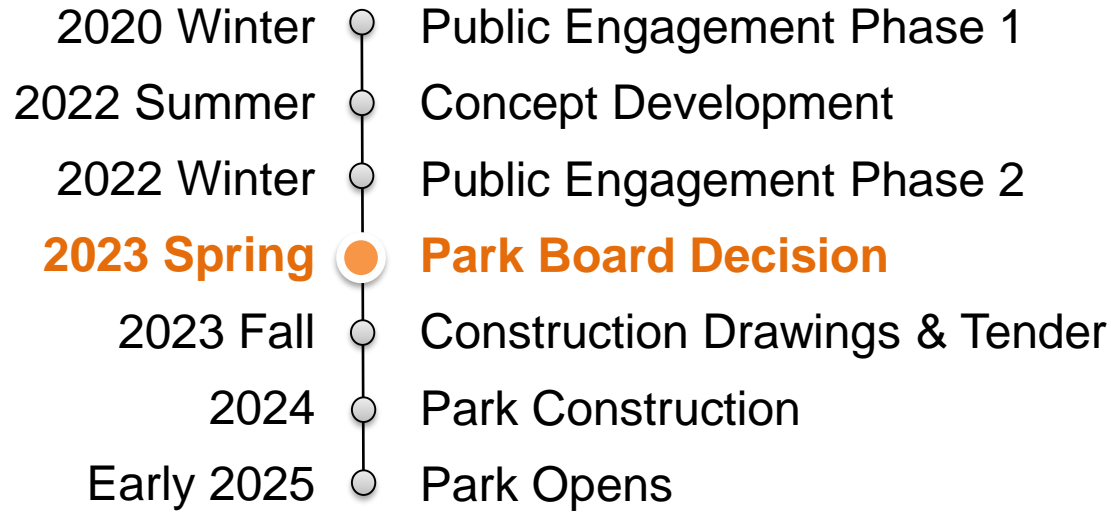 2020 Winter Public Engagement Phase 1
2022 Summer Concept Development
2022 Winter Public Engagement Phase 2
2023 Spring Park Board Decision
2023 Fall Construction Drawings & Tender
2024 Park Construction
Early 2025 Park Opens